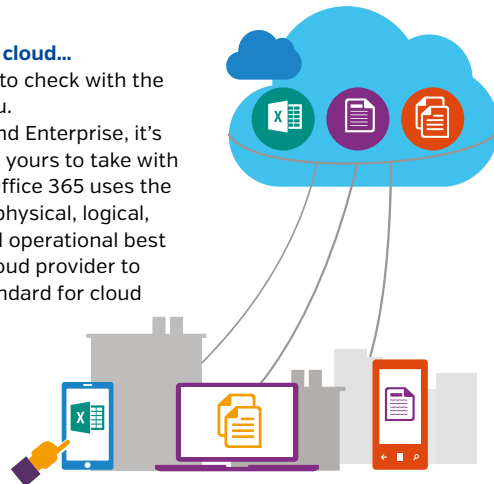 cloud...
to check with the
u.
nd Enterprise, it's
yours to take with
ffice 365 uses the
physical, logical,
operational best
oud provider to
ndard for cloud
X
X